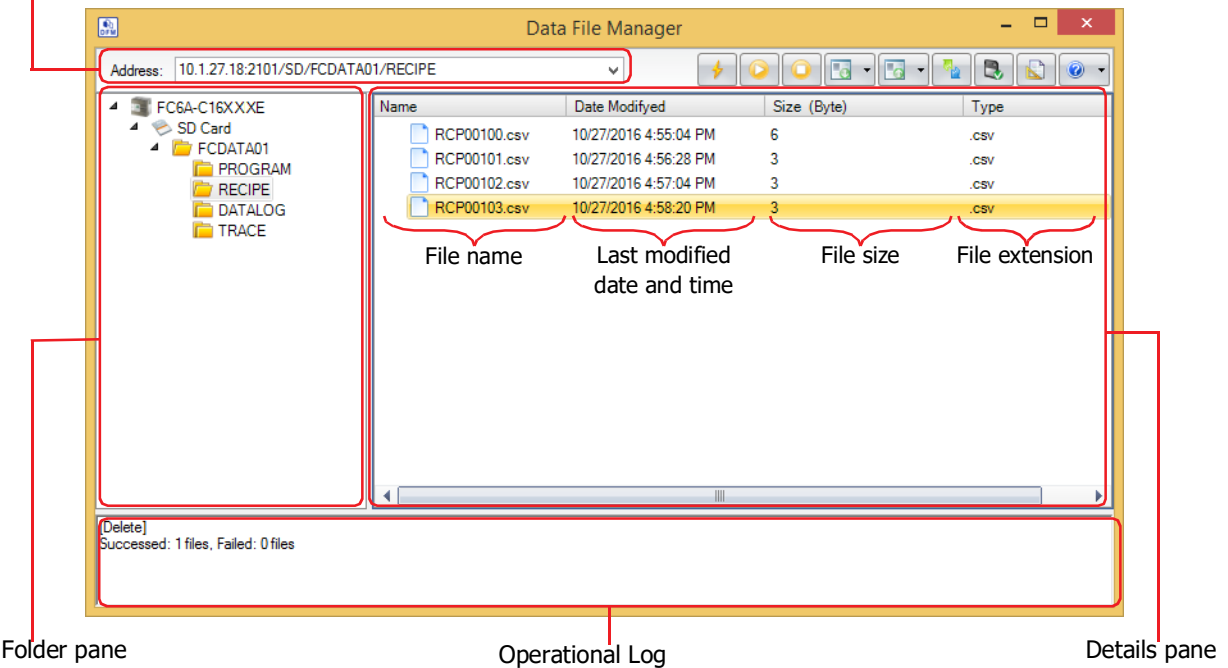 DFM
Data File Manager
Address: 10.1.27.18:2101/SD/FCDATA01/RECIPE
FC6A-C16XXXE
SD Card
FCDATA01
PROGRAM
RECIPE
DATALOG
TRACE
Name Date Modifyed Size (Byte) Type
RCP00100.csv 10/27/2016 4:55:04 PM 6 .csv
RCP00101.csv 10/27/2016 4:56:28 PM 3 .csv
RCP00102.csv 10/27/2016 4:57:04 PM 3 .csv
RCP00103.csv 10/27/2016 4:58:20 PM 3 .csv
File name Last modified File size File extension
date and time
[Delete]
Successed: 1 files, Failed: 0 files
Folder pane Operational Log Details pane